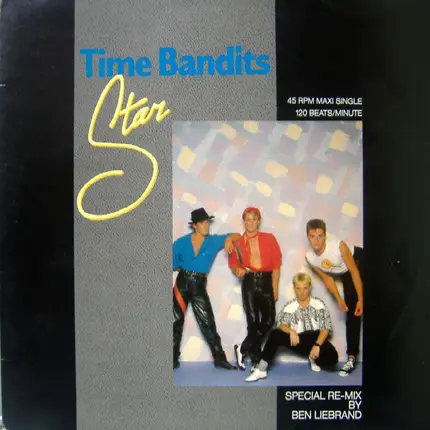 Time Bandits
Star
45 RPM MAXI SINGLE
120 BEATS/MINUTE
SPECIAL RE-MIX
BY
BEN LIEBRAND